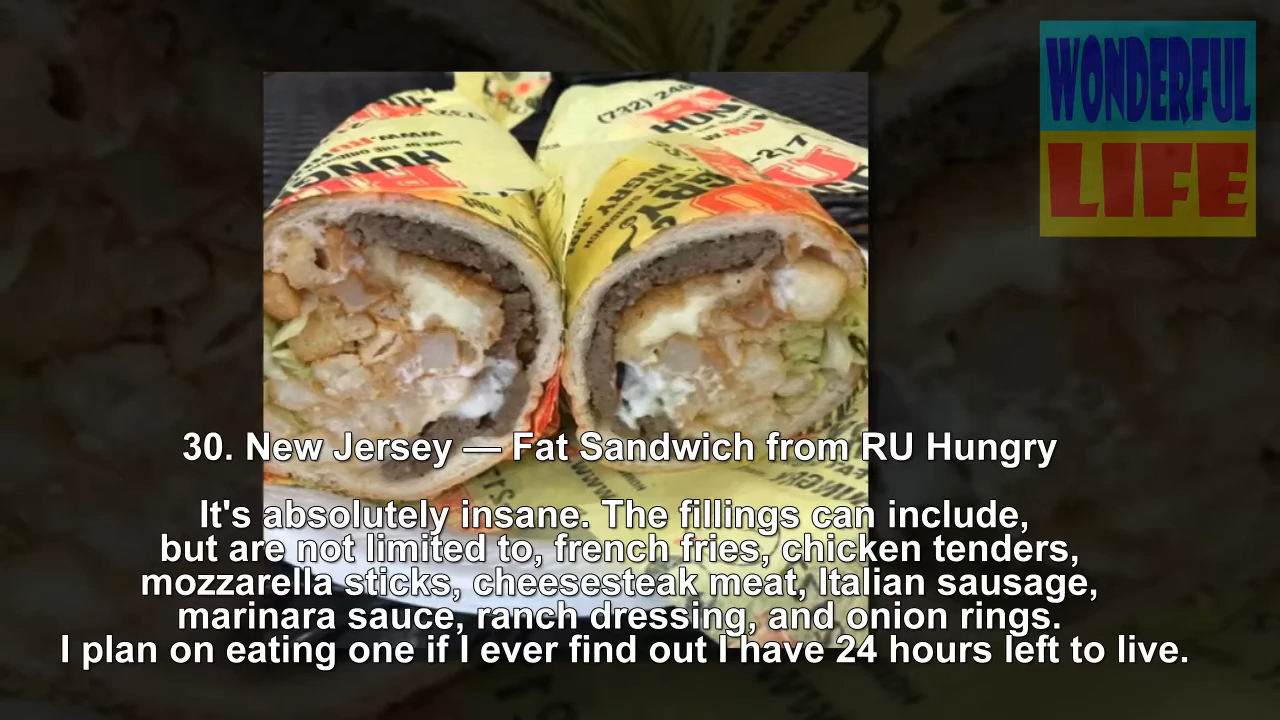 WONDERFUL
LIFE
(732) 246
30. New Jersey — Fat Sandwich from RU Hungry
It's absolutely insane. The fillings can include,
but are not limited to, french fries, chicken tenders,
mozzarella sticks, cheesesteak meat, Italian sausage,
marinara sauce, ranch dressing, and onion rings.
I plan on eating one if I ever find out I have 24 hours left to live.